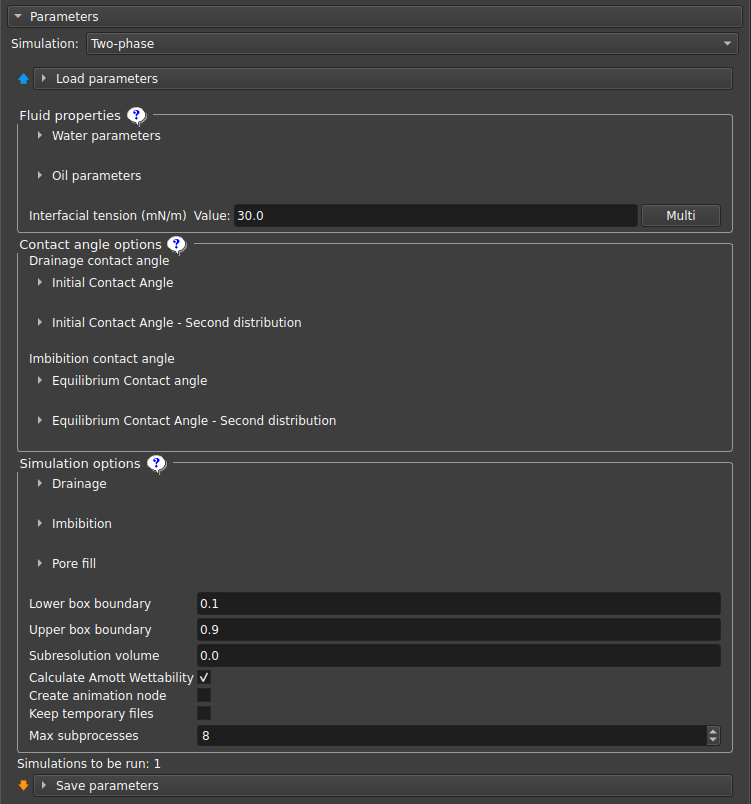 Parameters
Simulation: Two-phase
Load parameters
Fluid properties ?
Water parameters
Oil parameters
Interfacial tension (mN/m) Value: 30.0 Multi
Contact angle options ?
Drainage contact angle
Initial Contact Angle
Initial Contact Angle - Second distribution
Imbibition contact angle
Equilibrium Contact angle
Equilibrium Contact Angle - Second distribution
Simulation options ?
Drainage
Imbibition
Pore fill
Lower box boundary 0.1
Upper box boundary 0.9
Subresolution volume 0.0
Calculate Amott Wettability
Create animation node
Keep temporary files
Max subprocesses 8
Simulations to be run: 1
Save parameters